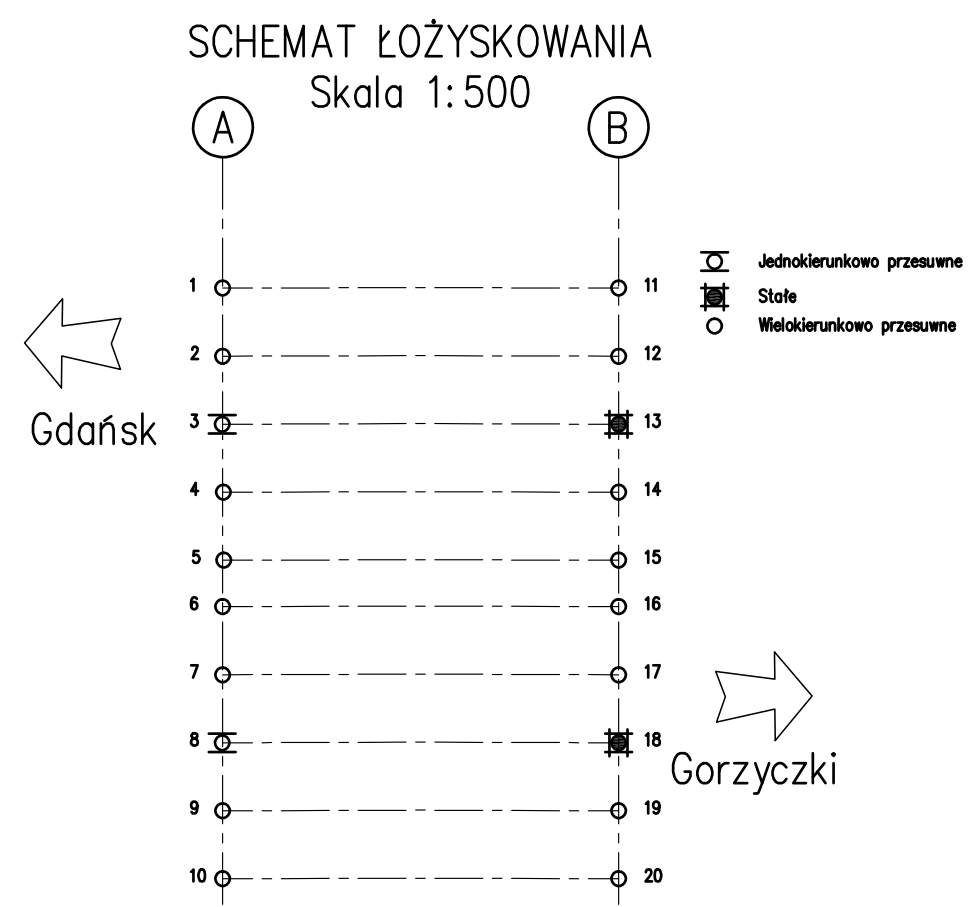 SCHEMAT ŁOŻYSKOWANIA
Skala 1:500
A B
1 11
Jednokierunkowo przesuwne
Stałe
Wielokierunkowo przesuwne
2 12
Gdańsk
3 13
4 14
5 15
6 16
7 17
8 18
Gorzyczki
9 19
10 20